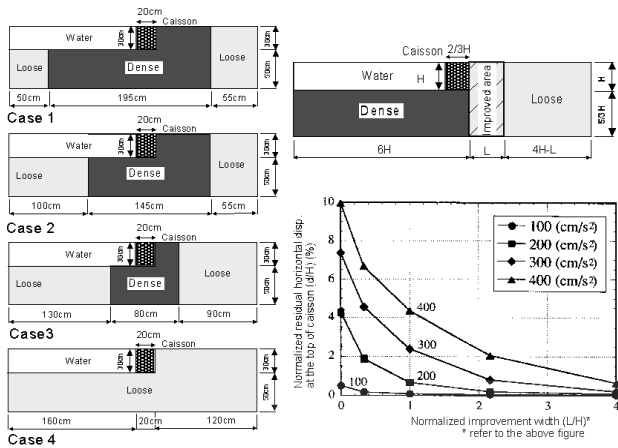 20cm
Caisson
30cm
Water
30cm
Loose
Dense
50cm
50cm
195cm
55cm
Case 1
20cm
Caisson
30cm
Water
30cm
Loose
Dense
50cm
100cm
145cm
55cm
Case 2
20cm
Caisson
30cm
Water
30cm
Loose
Dense
Loose
50cm
130cm
80cm
90cm
Case3
20cm
Caisson
30cm
Water
30cm
Loose
50cm
160cm
20cm
120cm
Case 4
Caisson 2/3H
Water
H
H
Dense
Improved area
Loose
5/3H
6H
L
4H-L
Normalized residual horizontal disp.
at the top of caisson (d/H) (%)
10
8
6
4
2
0
100 (cm/s²)
200 (cm/s²)
300 (cm/s²)
400 (cm/s²)
400
300
200
100
0
1
2
3
4
Normalized improvement width (L/H)*
* refer to the above figure